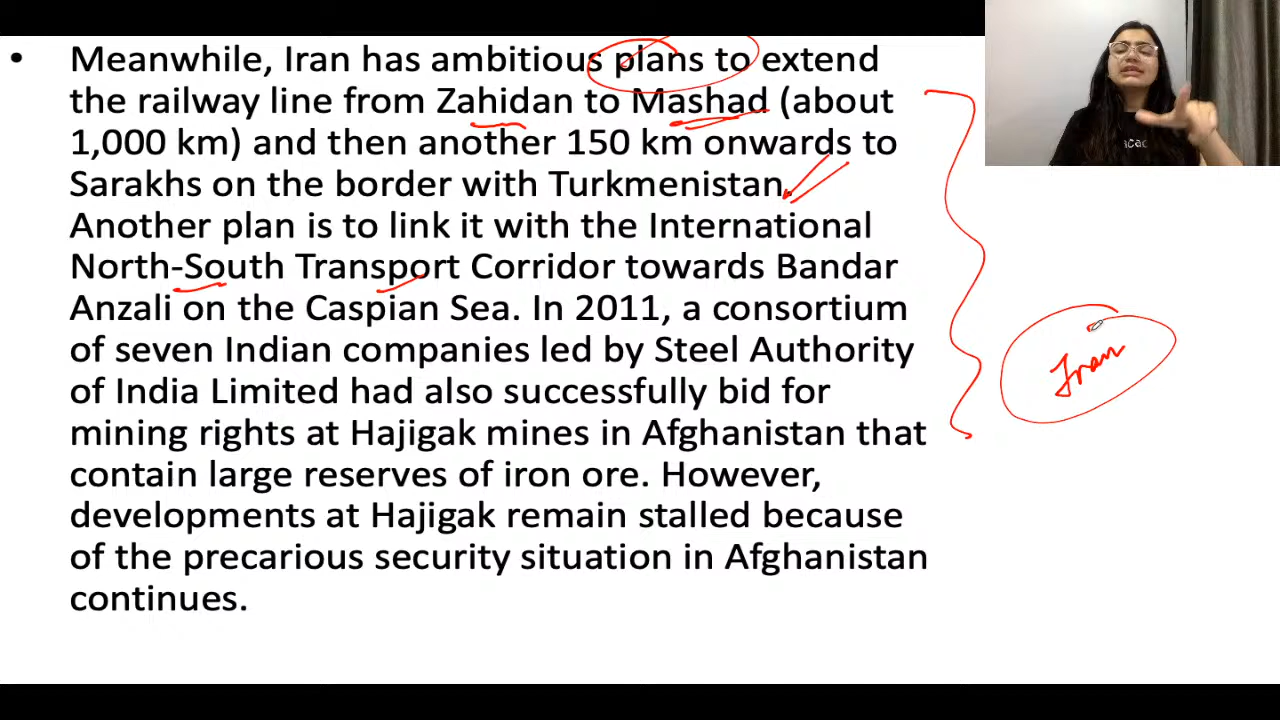 • Meanwhile, Iran has ambitious plans to extend
the railway line from Zahidan to Mashad (about
1,000 km) and then another 150 km onwards to
Sarakhs on the border with Turkmenistan.
Another plan is to link it with the International
North-South Transport Corridor towards Bandar
Anzali on the Caspian Sea. In 2011, a consortium
of seven Indian companies led by Steel Authority
of India Limited had also successfully bid for
mining rights at Hajigak mines in Afghanistan that
contain large reserves of iron ore. However,
developments at Hajigak remain stalled because
of the precarious security situation in Afghanistan
continues.
Iran
acac